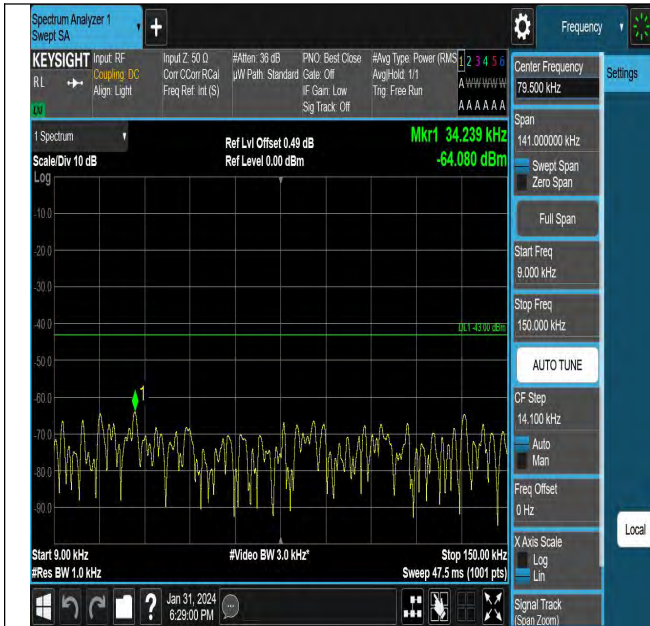 Spectrum Analyzer 1
Swept SA
Frequency
KEYSIGHT
RL
Input: RF
Coupling: DC
Align: Light
Input Z: 50 Ω
Corr CCorr RCal
Freq Ref: Int (S)
#Atten: 36 dB
µW Path: Standard
PNO: Best Close
Gate: Off
IF Gain: Low
Sig Track: Off
#Avg Type: Power (RMS
Avg|Hold: 1/1
Trig: Free Run
1 2 3 4 5 6
A W W W W W
A A A A A A
1 Spectrum
Scale/Div 10 dB
Ref Lvl Offset 0.49 dB
Ref Level 0.00 dBm
Mkr1 34.239 kHz
-64.080 dBm
Log
-10.0
-20.0
-30.0
-40.0
DL1 -43.00 dBm
-50.0
-60.0
1
-70.0
-80.0
-90.0
Start 9.00 kHz
#Video BW 3.0 kHz*
Stop 150.00 kHz
#Res BW 1.0 kHz
Sweep 47.5 ms (1001 pts)
Jan 31, 2024
6:29:00 PM
Center Frequency
79.500 kHz
Settings
Span
141.000000 kHz
Swept Span
Zero Span
Full Span
Start Freq
9.000 kHz
Stop Freq
150.000 kHz
AUTO TUNE
CF Step
14.100 kHz
Auto
Man
Freq Offset
0 Hz
Local
X Axis Scale
Log
Lin
Signal Track
(Span Zoom)